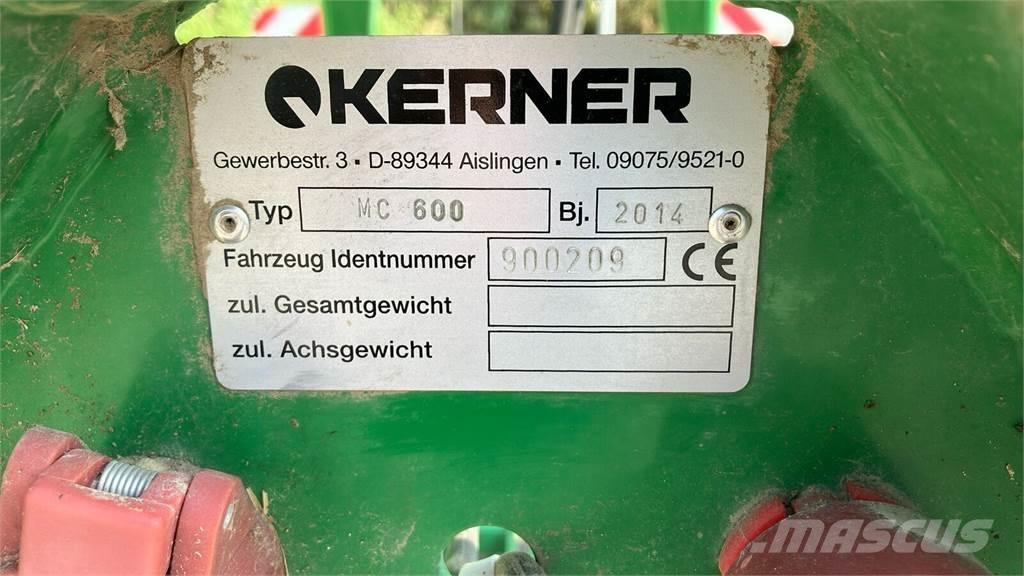 KERNER
Gewerbestr. 3 ▪ D-89344 Aislingen ▪ Tel. 09075/9521-0
Typ MC 600 Bj. 2014
Fahrzeug Identnummer 900209 CE
zul. Gesamtgewicht
zul. Achsgewicht
MASCUS